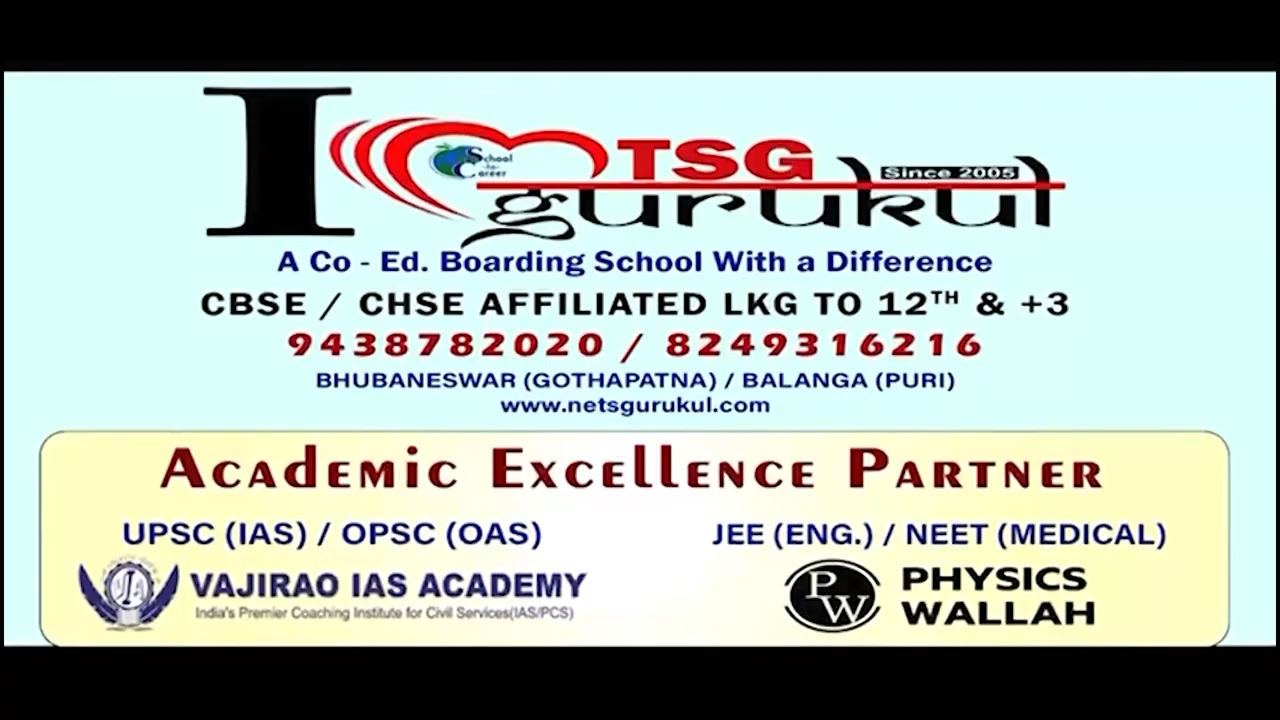 I TSG
School
to
Career
Since 2005
gurukul
A Co - Ed. Boarding School With a Difference
CBSE / CHSE AFFILIATED LKG TO 12TH & +3
9438782020 / 8249316216
BHUBANESWAR (GOTHAPATNA) / BALANGA (PURI)
www.netsgurukul.com
Academic Excellence Partner
UPSC (IAS) / OPSC (OAS)
VIA
VAJIRAO IAS ACADEMY
India's Premier Coaching Institute for Civil Services(IAS/PCS)
JEE (ENG.) / NEET (MEDICAL)
PW
PHYSICS
WALLAH